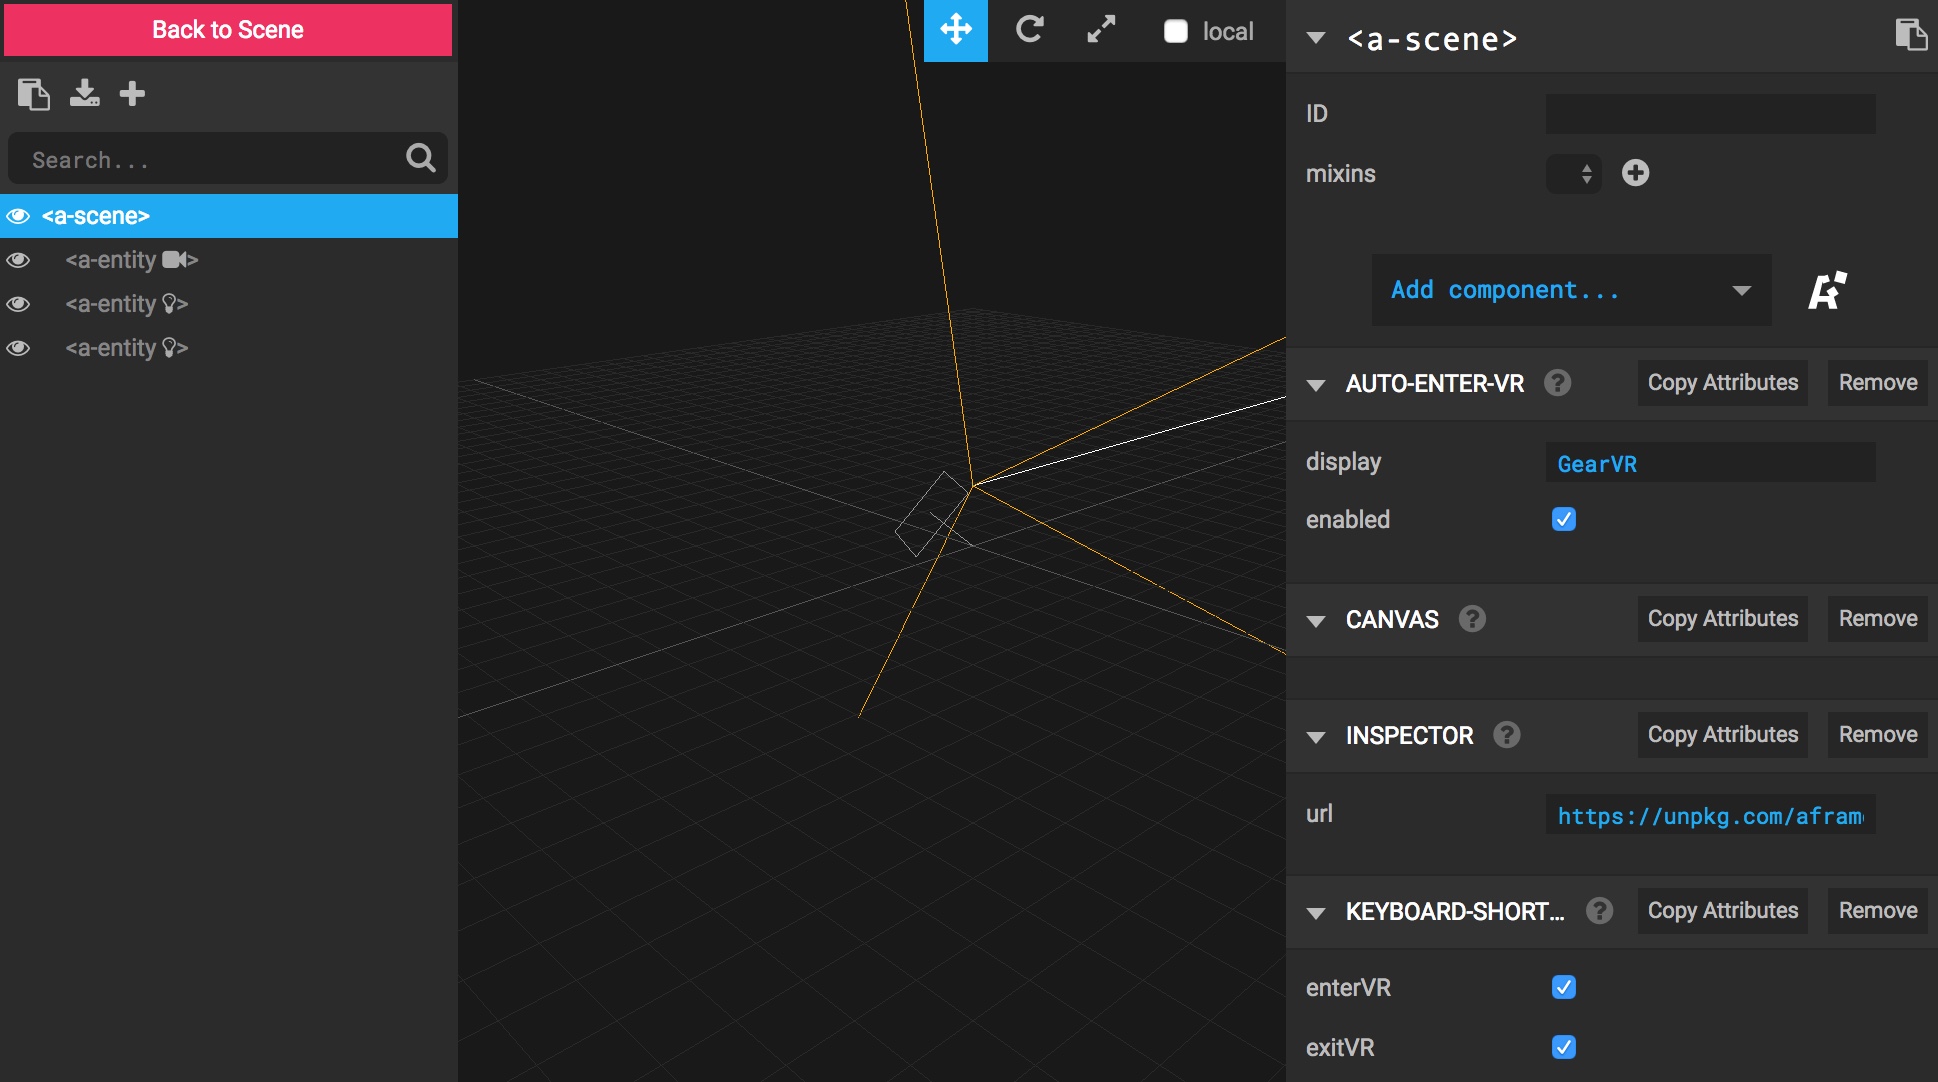 Back to Scene
Search...
<a-scene>
<a-entity >
<a-entity >
<a-entity >
local
<a-scene>
ID
mixins
Add component...
AUTO-ENTER-VR ? Copy Attributes Remove
display GearVR
enabled
CANVAS ? Copy Attributes Remove
INSPECTOR ? Copy Attributes Remove
url https://unpkg.com/afram
KEYBOARD-SHORT... ? Copy Attributes Remove
enterVR
exitVR